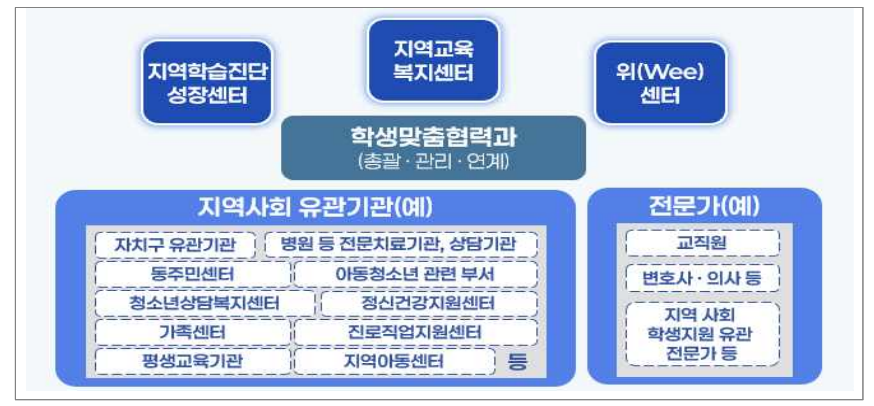 지역학습진단
성장센터
지역교육
복지센터
위(Wee)
센터
학생맞춤협력과
(총괄·관리·연계)
지역사회 유관기관(예)
자치구 유관기관
병원 등 전문치료기관, 상담기관
동주민센터
아동청소년 관련 부서
청소년상담복지센터
정신건강지원센터
가족센터
진로직업지원센터
평생교육기관
지역아동센터
등
전문가(예)
교직원
변호사·의사 등
지역 사회
학생지원 유관
전문가 등